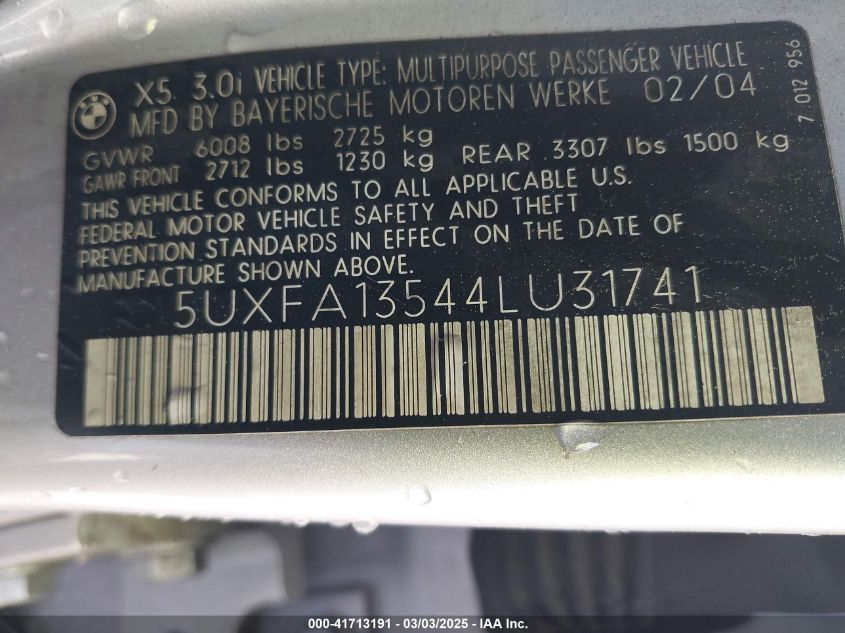 BMW
X5 3.0i VEHICLE TYPE: MULTIPURPOSE PASSENGER VEHICLE
MFD BY BAYERISCHE MOTOREN WERKE 02/04
GVWR 6008 lbs 2725 kg
GAWR FRONT 2712 lbs 1230 kg REAR 3307 lbs 1500 kg
THIS VEHICLE CONFORMS TO ALL APPLICABLE U.S.
FEDERAL MOTOR VEHICLE SAFETY AND THEFT
PREVENTION STANDARDS IN EFFECT ON THE DATE OF
MANUFACTURE SHOWN ABOVE.
5UXFA13544LU31741
7 012 956
000-41713191 - 03/03/2025 - IAA Inc.